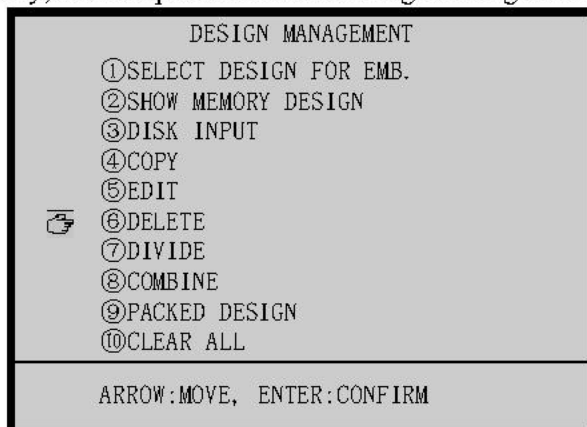 DESIGN MANAGEMENT
①SELECT DESIGN FOR EMB.
②SHOW MEMORY DESIGN
③DISK INPUT
④COPY
⑤EDIT
⑥DELETE
⑦DIVIDE
⑧COMBINE
⑨PACKED DESIGN
⑩CLEAR ALL
ARROW:MOVE, ENTER:CONFIRM